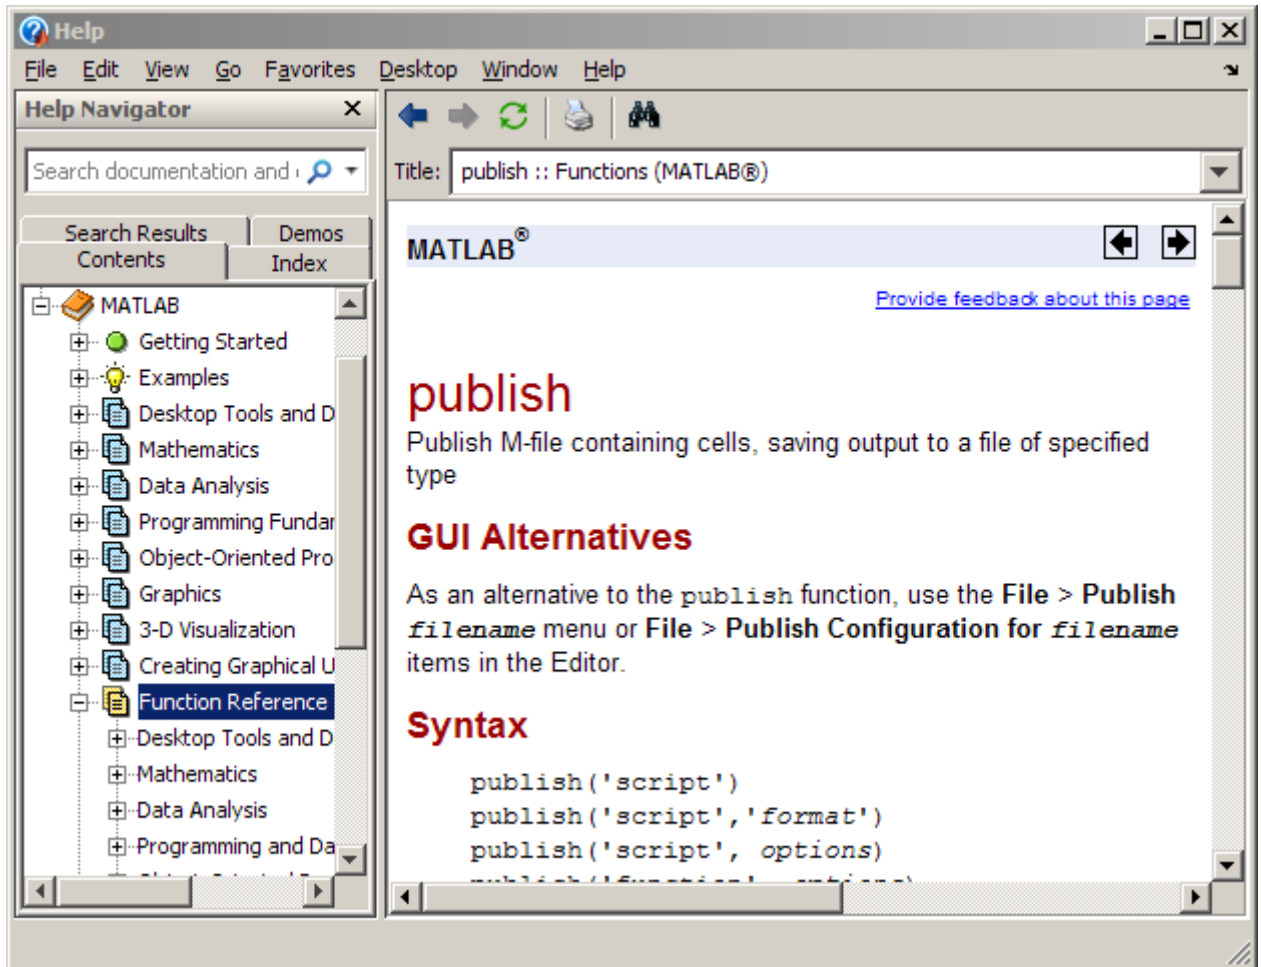 Help
File Edit View Go Favorites Desktop Window Help
Help Navigator
Search documentation and
Title: publish :: Functions (MATLAB®)
Search Results Demos
Contents Index
MATLAB
Getting Started
Examples
Desktop Tools and D
Mathematics
Data Analysis
Programming Fundar
Object-Oriented Pro
Graphics
3-D Visualization
Creating Graphical U
Function Reference
Desktop Tools and D
Mathematics
Data Analysis
Programming and Da
MATLAB®
Provide feedback about this page
publish
Publish M-file containing cells, saving output to a file of specified
type
GUI Alternatives
As an alternative to the publish function, use the File > Publish
filename menu or File > Publish Configuration for filename
items in the Editor.
Syntax
publish('script')
publish('script','format')
publish('script', options)
publish('function', options)